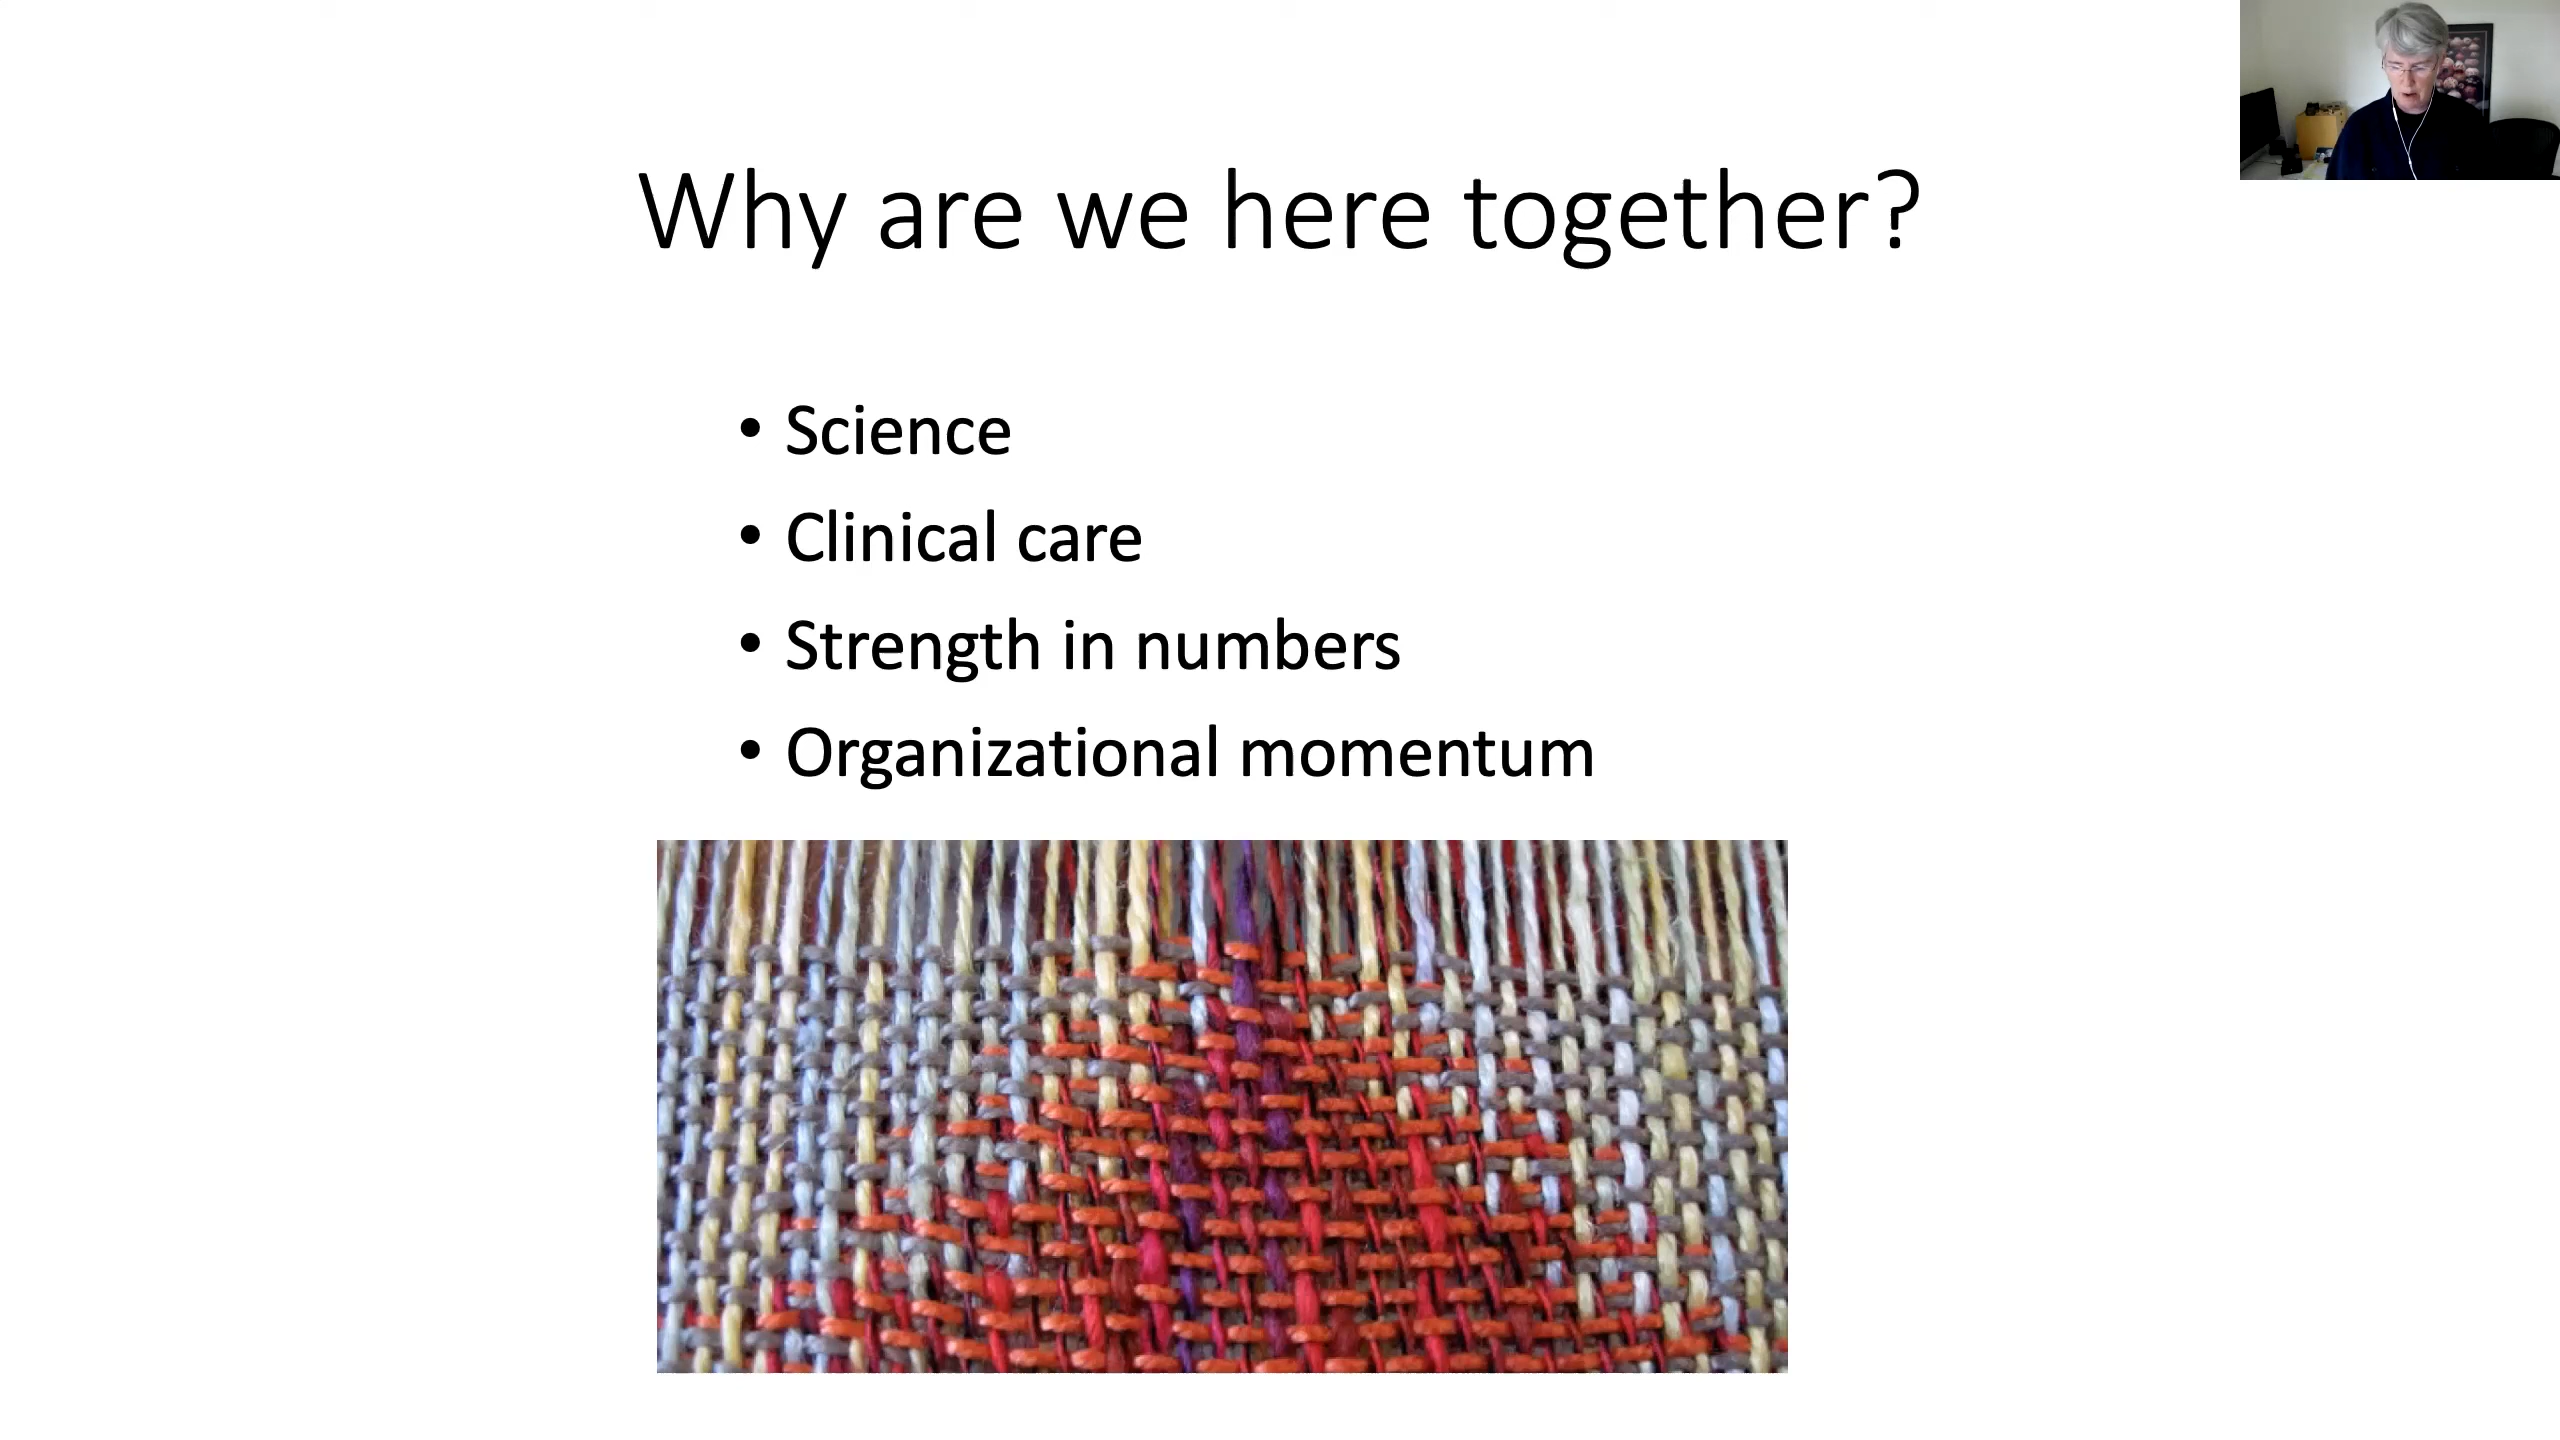 Why are we here together?
• Science
• Clinical care
• Strength in numbers
• Organizational momentum